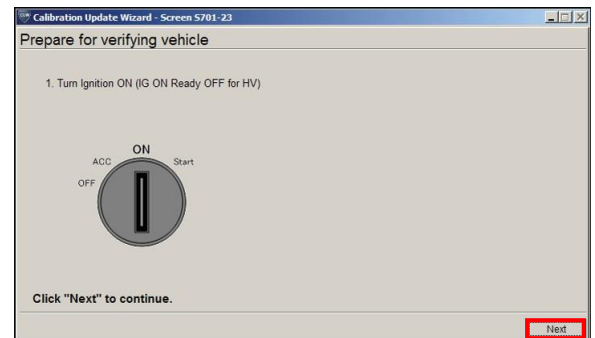 Calibration Update Wizard - Screen S701-23
Prepare for verifying vehicle
1. Turn Ignition ON (IG ON Ready OFF for HV)
ON
ACC
Start
OFF
Click "Next" to continue.
Next